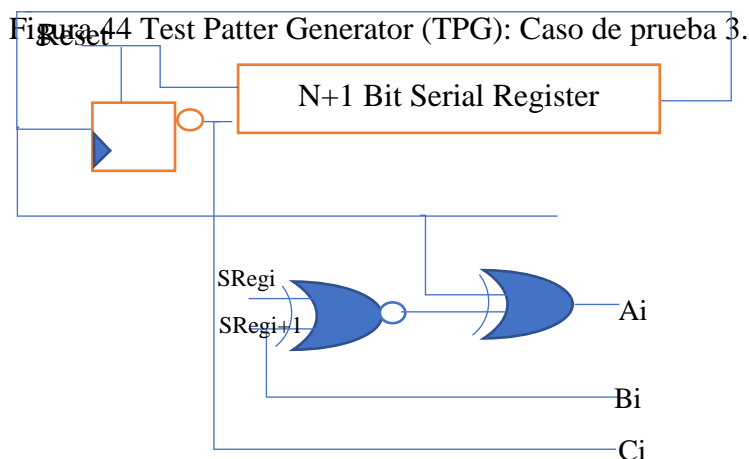 Figura 44 Test Patter Generator (TPG): Caso de prueba 3.
Reset
N+1 Bit Serial Register
SRegi
SRegi+1
Ai
Bi
Ci